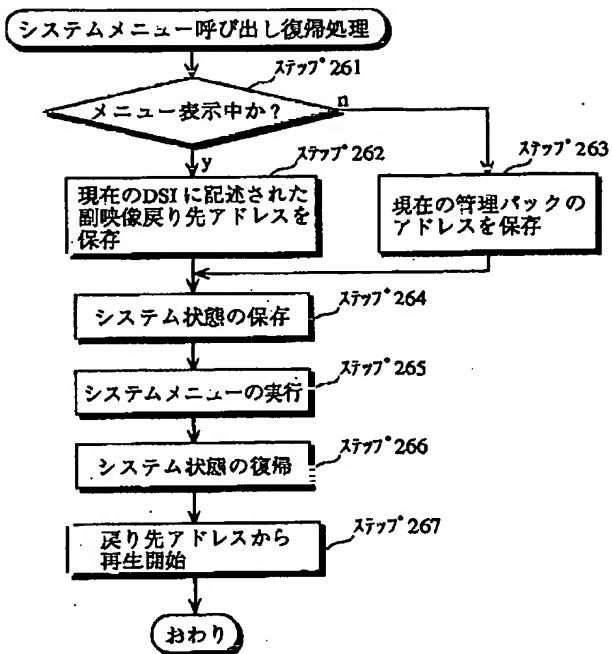 システムメニュー呼び出し復帰処理
ステップ261
メニュー表示中か?
n
y
ステップ262
現在のDSIに記述された
副映像戻り先アドレスを
保存
ステップ263
現在の管理パックの
アドレスを保存
ステップ264
システム状態の保存
ステップ265
システムメニューの実行
ステップ266
システム状態の復帰
ステップ267
戻り先アドレスから
再生開始
おわり